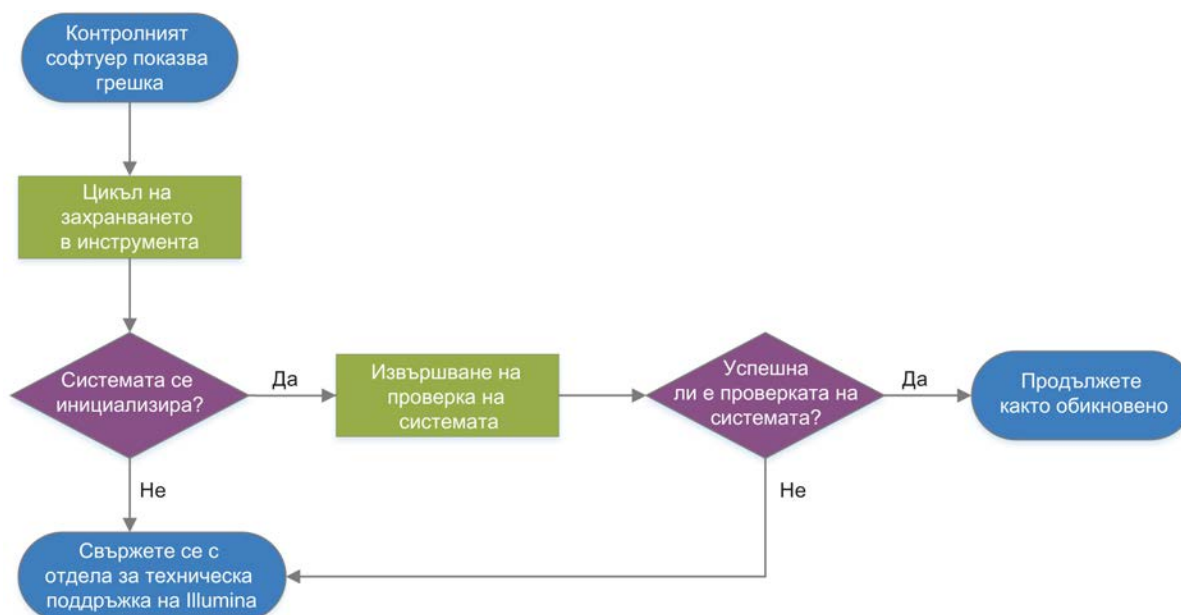 Контролният
софтуер показва
грешка
Цикъл на
захранването
в инструмента
Системата се
инициализира?
Да
Извършване на
проверка на
системата
Успешна
ли е проверката на
системата?
Да
Продължете
както обикновено
Не
Не
Свържете се с
отдела за техническа
поддръжка на Illumina